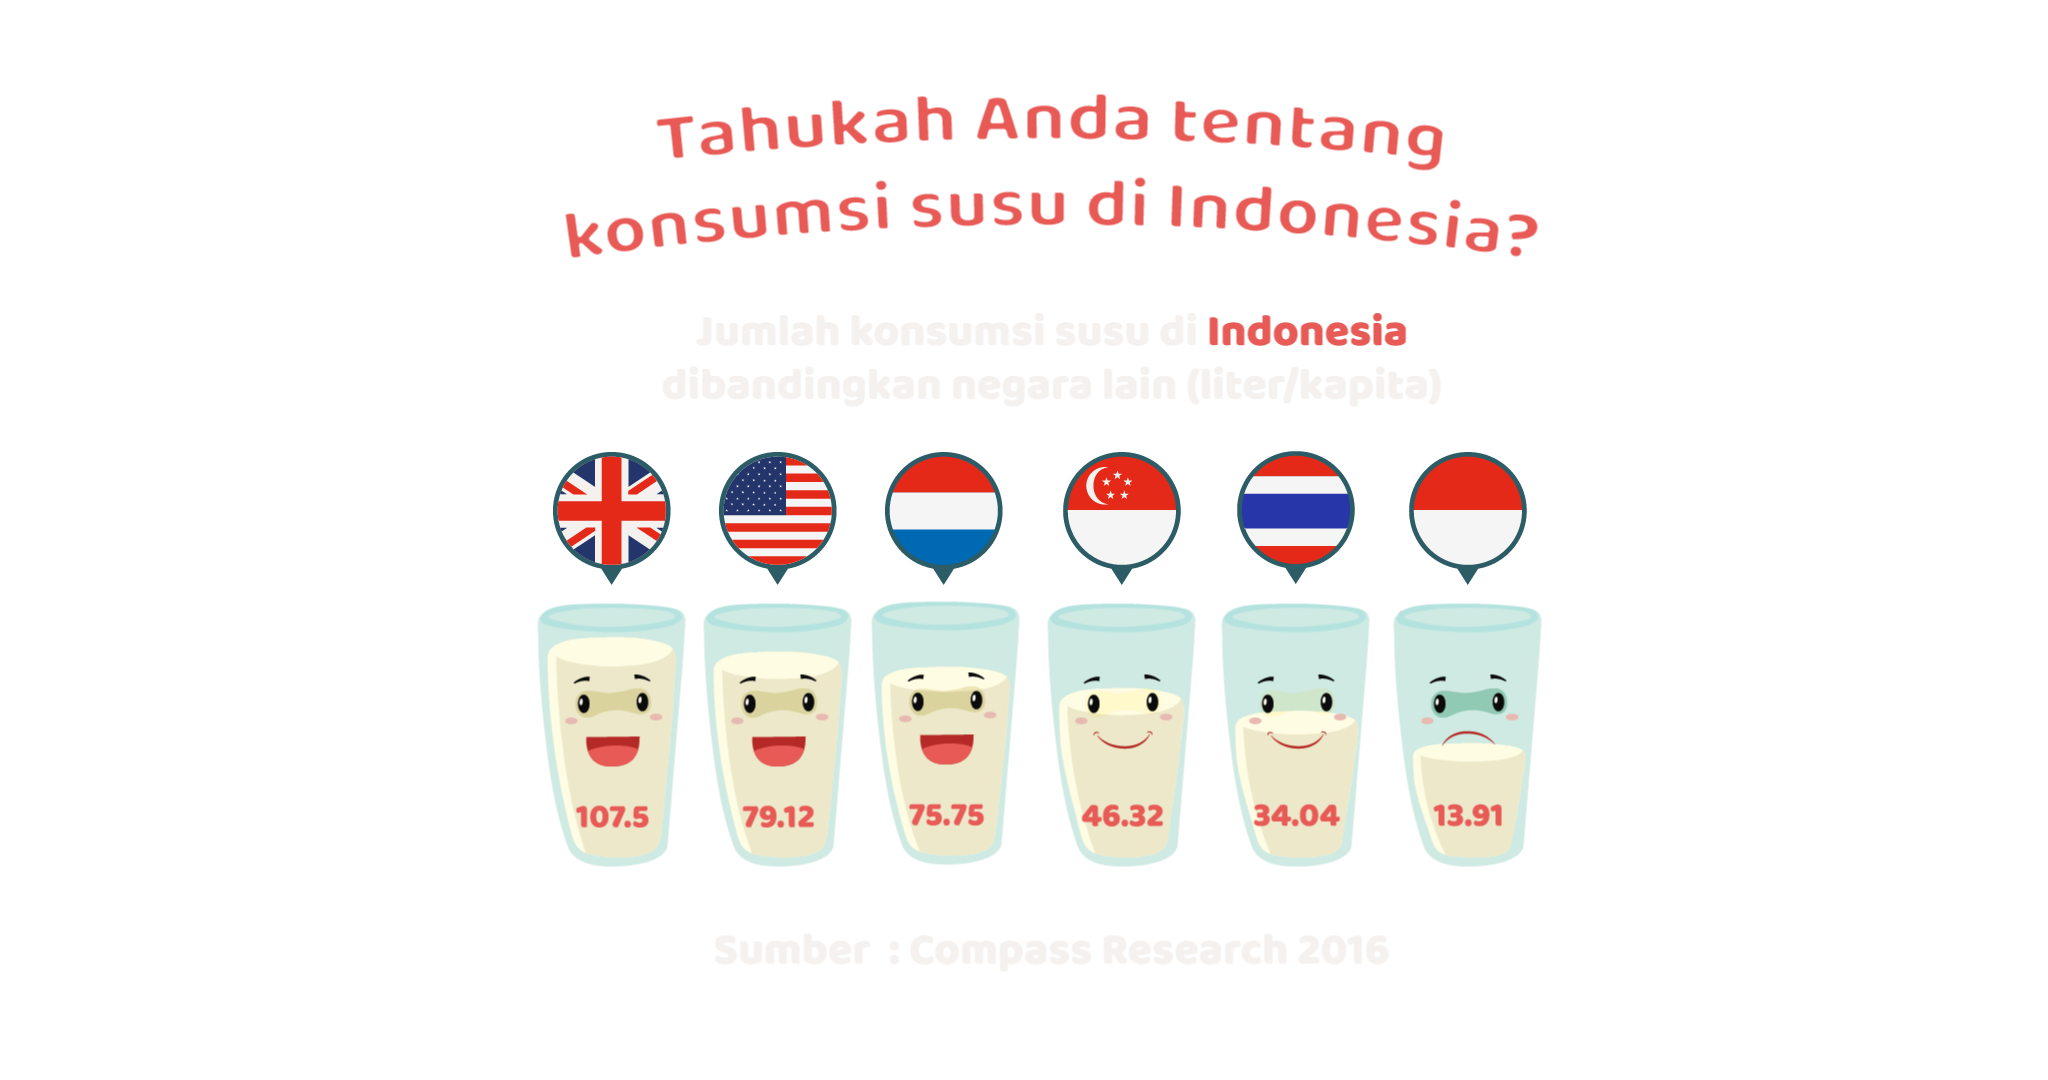 Tahukah Anda tentang
konsumsi susu di Indonesia?
Jumlah konsumsi susu di Indonesia
dibandingkan negara lain (liter/kapita)
107.5 79.12 75.75 46.32 34.04 13.91
Sumber : Compass Research 2016